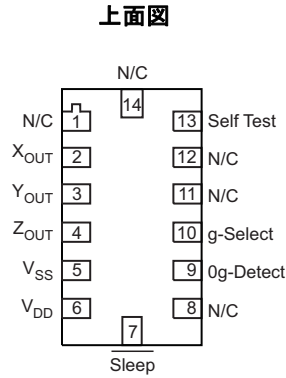 上面図
N/C
14
N/C 1 13 Self Test
XOUT 2 12 N/C
YOUT 3 11 N/C
ZOUT 4 10 g-Select
VSS 5 9 0g-Detect
VDD 6 8 N/C
7
Sleep